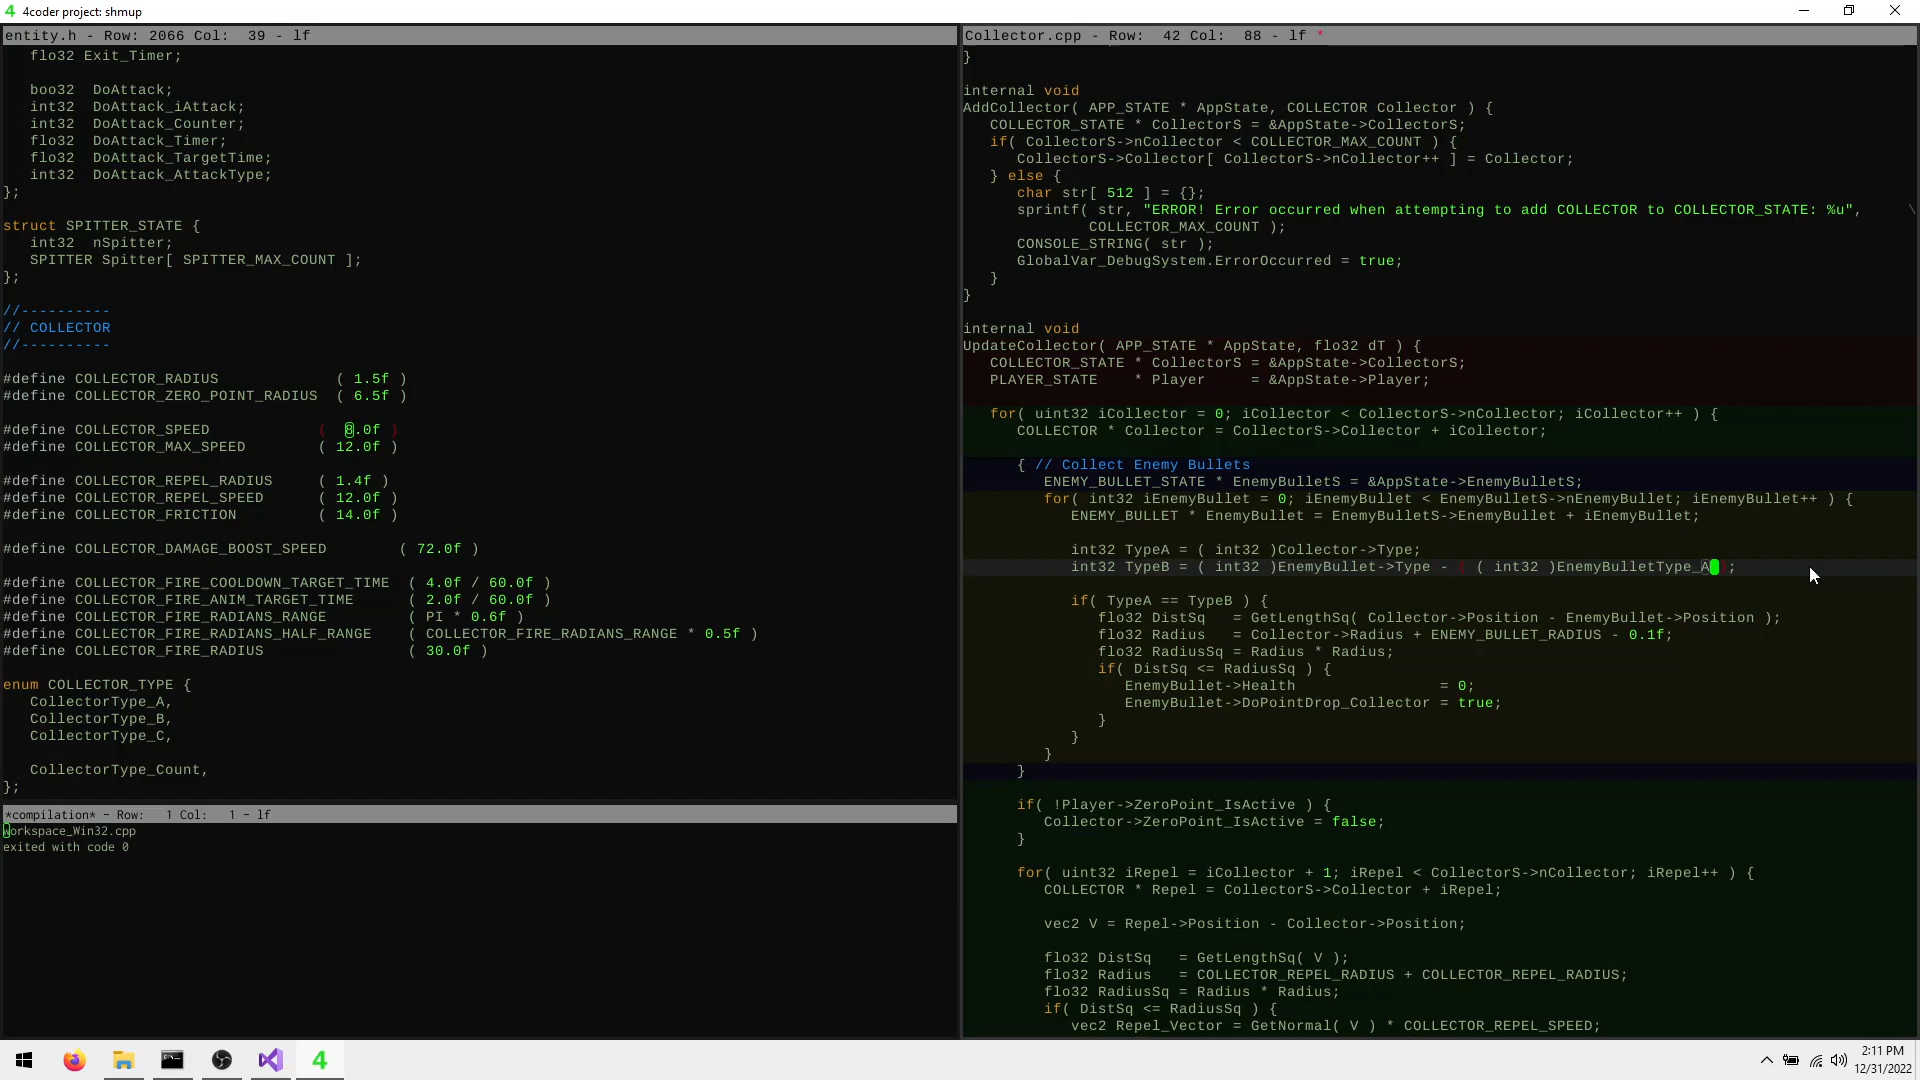 4coder project: shmup
entity.h - Row: 2066 Col:  39 - lf
   flo32 Exit_Timer;
   boo32  DoAttack;
   int32  DoAttack_iAttack;
   int32  DoAttack_Counter;
   flo32  DoAttack_Timer;
   flo32  DoAttack_TargetTime;
   int32  DoAttack_AttackType;
};
struct SPITTER_STATE {
   int32  nSpitter;
   SPITTER Spitter[ SPITTER_MAX_COUNT ];
};
//----------
// COLLECTOR
//----------
#define COLLECTOR_RADIUS             ( 1.5f )
#define COLLECTOR_ZERO_POINT_RADIUS  ( 6.5f )
#define COLLECTOR_SPEED            (  8.0f )
#define COLLECTOR_MAX_SPEED        ( 12.0f )
#define COLLECTOR_REPEL_RADIUS     ( 1.4f )
#define COLLECTOR_REPEL_SPEED      ( 12.0f )
#define COLLECTOR_FRICTION         ( 14.0f )
#define COLLECTOR_DAMAGE_BOOST_SPEED        ( 72.0f )
#define COLLECTOR_FIRE_COOLDOWN_TARGET_TIME  ( 4.0f / 60.0f )
#define COLLECTOR_FIRE_ANIM_TARGET_TIME      ( 2.0f / 60.0f )
#define COLLECTOR_FIRE_RADIANS_RANGE         ( PI * 0.6f )
#define COLLECTOR_FIRE_RADIANS_HALF_RANGE    ( COLLECTOR_FIRE_RADIANS_RANGE * 0.5f )
#define COLLECTOR_FIRE_RADIUS                ( 30.0f )
enum COLLECTOR_TYPE {
   CollectorType_A,
   CollectorType_B,
   CollectorType_C,
   CollectorType_Count,
};
*compilation* - Row:   1 Col:   1 - lf
workspace_Win32.cpp
exited with code 0
Collector.cpp - Row:  42 Col:  88 - lf *
}
internal void
AddCollector( APP_STATE * AppState, COLLECTOR Collector ) {
   COLLECTOR_STATE * CollectorS = &AppState->CollectorS;
   if( CollectorS->nCollector < COLLECTOR_MAX_COUNT ) {
      CollectorS->Collector[ CollectorS->nCollector++ ] = Collector;
   } else {
      char str[ 512 ] = {};
      sprintf( str, "ERROR! Error occurred when attempting to add COLLECTOR to COLLECTOR_STATE: %u",     \
              COLLECTOR_MAX_COUNT );
      CONSOLE_STRING( str );
      GlobalVar_DebugSystem.ErrorOccurred = true;
   }
}
internal void
UpdateCollector( APP_STATE * AppState, flo32 dT ) {
   COLLECTOR_STATE * CollectorS = &AppState->CollectorS;
   PLAYER_STATE    * Player     = &AppState->Player;
   for( uint32 iCollector = 0; iCollector < CollectorS->nCollector; iCollector++ ) {
      COLLECTOR * Collector = CollectorS->Collector + iCollector;
      { // Collect Enemy Bullets
         ENEMY_BULLET_STATE * EnemyBulletS = &AppState->EnemyBulletS;
         for( int32 iEnemyBullet = 0; iEnemyBullet < EnemyBulletS->nEnemyBullet; iEnemyBullet++ ) {
            ENEMY_BULLET * EnemyBullet = EnemyBulletS->EnemyBullet + iEnemyBullet;
            int32 TypeA = ( int32 )Collector->Type;
            int32 TypeB = ( int32 )EnemyBullet->Type - ( ( int32 )EnemyBulletType_A );
            if( TypeA == TypeB ) {
               flo32 DistSq   = GetLengthSq( Collector->Position - EnemyBullet->Position );
               flo32 Radius   = Collector->Radius + ENEMY_BULLET_RADIUS - 0.1f;
               flo32 RadiusSq = Radius * Radius;
               if( DistSq <= RadiusSq ) {
                  EnemyBullet->Health                = 0;
                  EnemyBullet->DoPointDrop_Collector = true;
               }
            }
         }
      }
      if( !Player->ZeroPoint_IsActive ) {
         Collector->ZeroPoint_IsActive = false;
      }
      for( uint32 iRepel = iCollector + 1; iRepel < CollectorS->nCollector; iRepel++ ) {
         COLLECTOR * Repel = CollectorS->Collector + iRepel;
         vec2 V = Repel->Position - Collector->Position;
         flo32 DistSq   = GetLengthSq( V );
         flo32 Radius   = COLLECTOR_REPEL_RADIUS + COLLECTOR_REPEL_RADIUS;
         flo32 RadiusSq = Radius * Radius;
         if( DistSq <= RadiusSq ) {
            vec2 Repel_Vector = GetNormal( V ) * COLLECTOR_REPEL_SPEED;
2:11 PM
12/31/2022